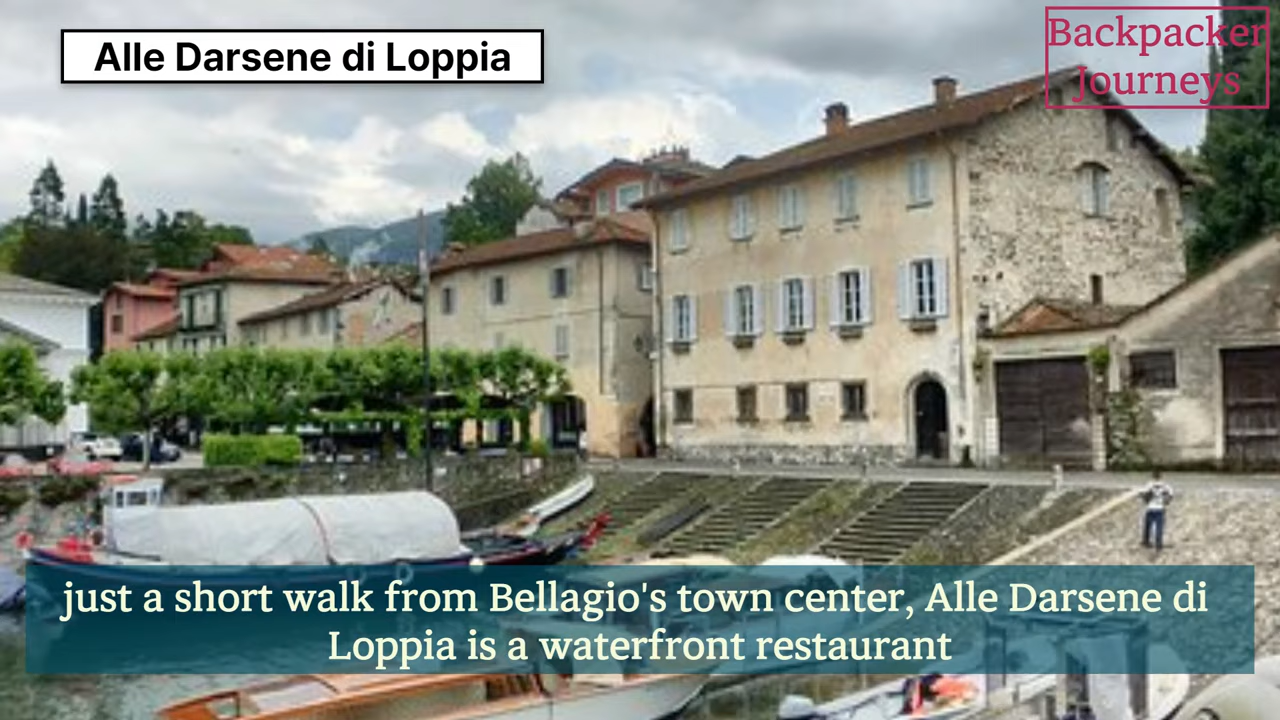 Alle Darsene di Loppia
Backpacker
Journeys
just a short walk from Bellagio's town center, Alle Darsene di
Loppia is a waterfront restaurant